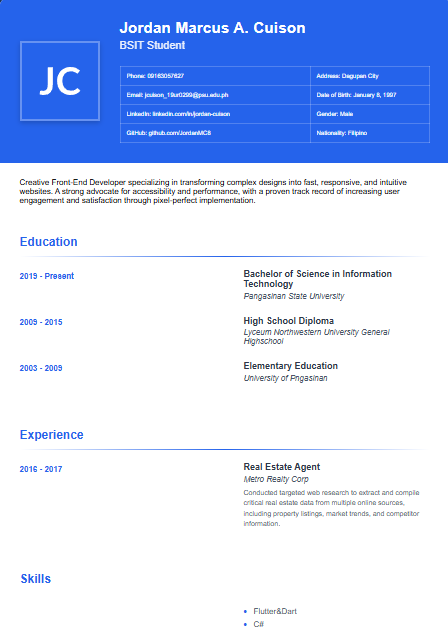 Jordan Marcus A. Cuison
BSIT Student
JC
Phone: 09163057627
Address: Dagupan City
Email: jcuison_19ur0299@psu.edu.ph
Date of Birth: January 8, 1997
LinkedIn: linkedin.com/in/jordan-cuison
Gender: Male
GitHub: github.com/JordanMC8
Nationality: Filipino
Creative Front-End Developer specializing in transforming complex designs into fast, responsive, and intuitive
websites. A strong advocate for accessibility and performance, with a proven track record of increasing user
engagement and satisfaction through pixel-perfect implementation.
Education
2019 - Present
Bachelor of Science in Information
Technology
Pangasinan State University
2009 - 2015
High School Diploma
Lyceum Northwestern University General
Highschool
2003 - 2009
Elementary Education
University of Pngasinan
Experience
2016 - 2017
Real Estate Agent
Metro Realty Corp
Conducted targeted web research to extract and compile
critical real estate data from multiple online sources,
including property listings, market trends, and competitor
information.
Skills
• Flutter&Dart
• C#